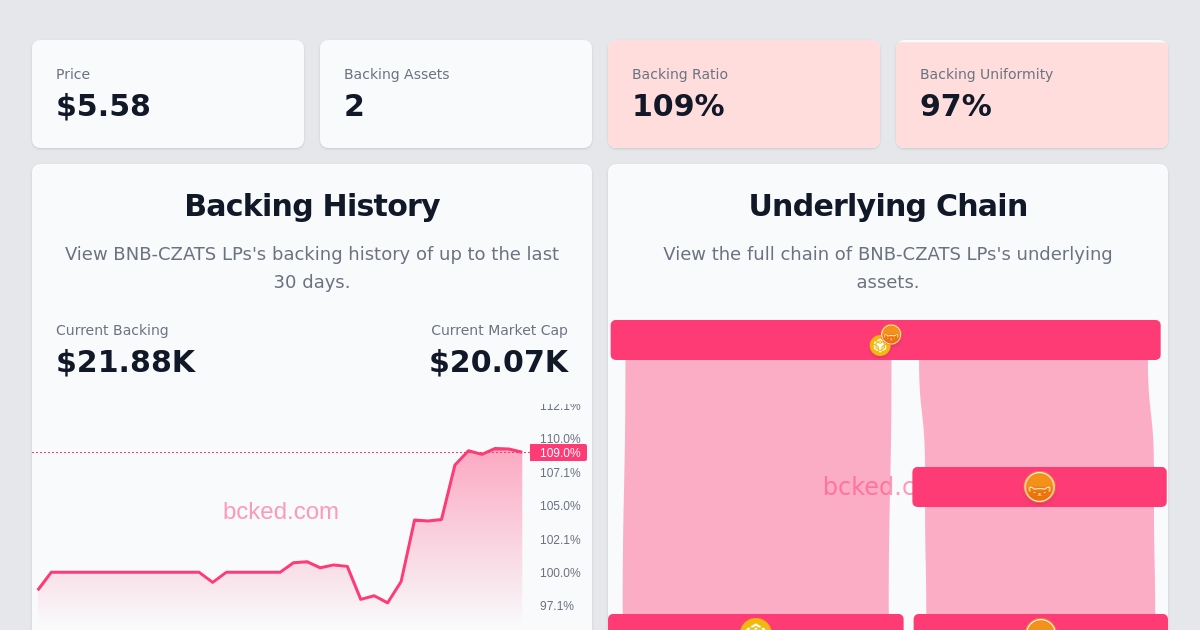 Price
$5.58
Backing Assets
2
Backing Ratio
109%
Backing Uniformity
97%
Backing History
View BNB-CZATS LPs's backing history of up to the last
30 days.
Current Backing
$21.88K
Current Market Cap
$20.07K
112.1%
110.0%
109.0%
107.1%
105.0%
102.1%
100.0%
97.1%
bcked.com
Underlying Chain
View the full chain of BNB-CZATS LPs's underlying
assets.
bcked.c